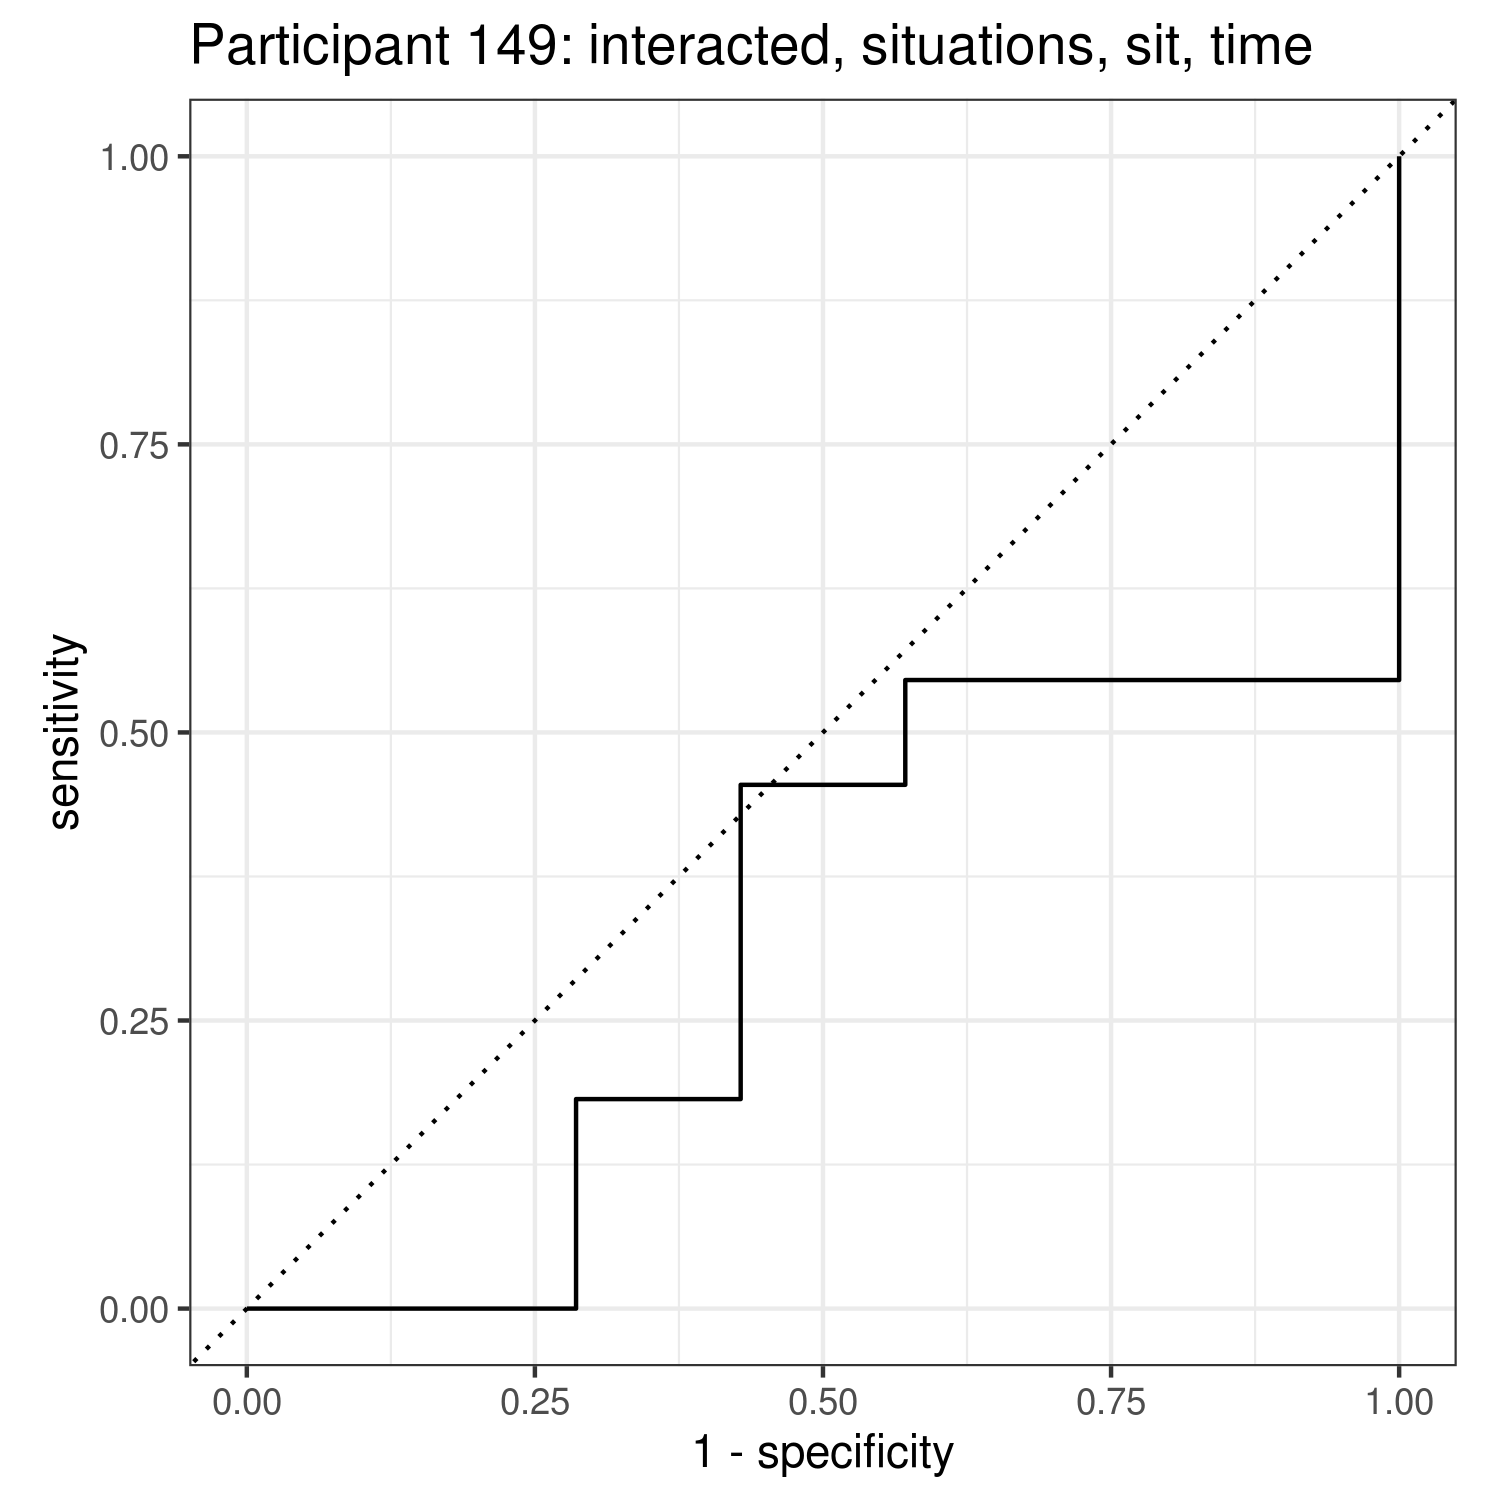 Participant 149: interacted, situations, sit, time
1.00
0.75
0.50
0.25
0.00
sensitivity
0.00 0.25 0.50 0.75 1.00
1 - specificity